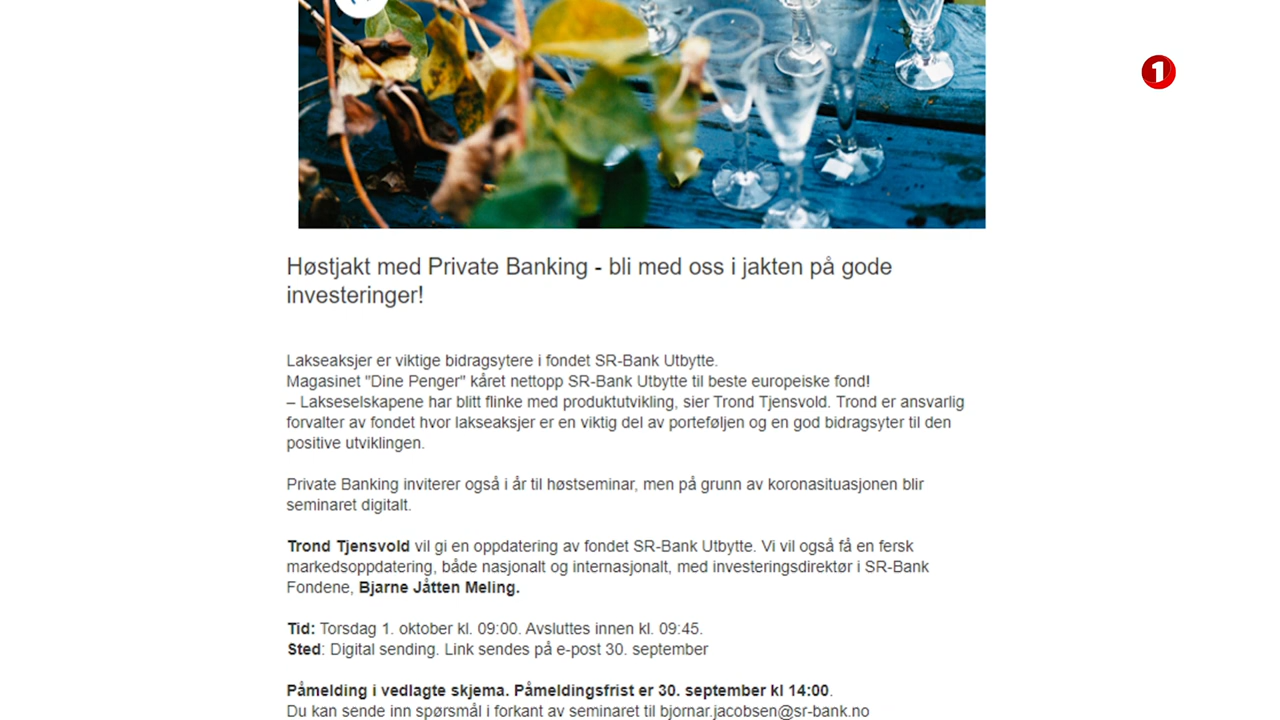 1
Høstjakt med Private Banking - bli med oss i jakten på gode
investeringer!
Lakseaksjer er viktige bidragsytere i fondet SR-Bank Utbytte.
Magasinet "Dine Penger" kåret nettopp SR-Bank Utbytte til beste europeiske fond!
– Lakseselskapene har blitt flinke med produktutvikling, sier Trond Tjensvold. Trond er ansvarlig
forvalter av fondet hvor lakseaksjer er en viktig del av porteføljen og en god bidragsyter til den
positive utviklingen.
Private Banking inviterer også i år til høstseminar, men på grunn av koronasituasjonen blir
seminaret digitalt.
Trond Tjensvold vil gi en oppdatering av fondet SR-Bank Utbytte. Vi vil også få en fersk
markedsoppdatering, både nasjonalt og internasjonalt, med investeringsdirektør i SR-Bank
Fondene, Bjarne Jåtten Meling.
Tid: Torsdag 1. oktober kl. 09:00. Avsluttes innen kl. 09:45.
Sted: Digital sending. Link sendes på e-post 30. september
Påmelding i vedlagte skjema. Påmeldingsfrist er 30. september kl 14:00.
Du kan sende inn spørsmål i forkant av seminaret til bjornar.jacobsen@sr-bank.no